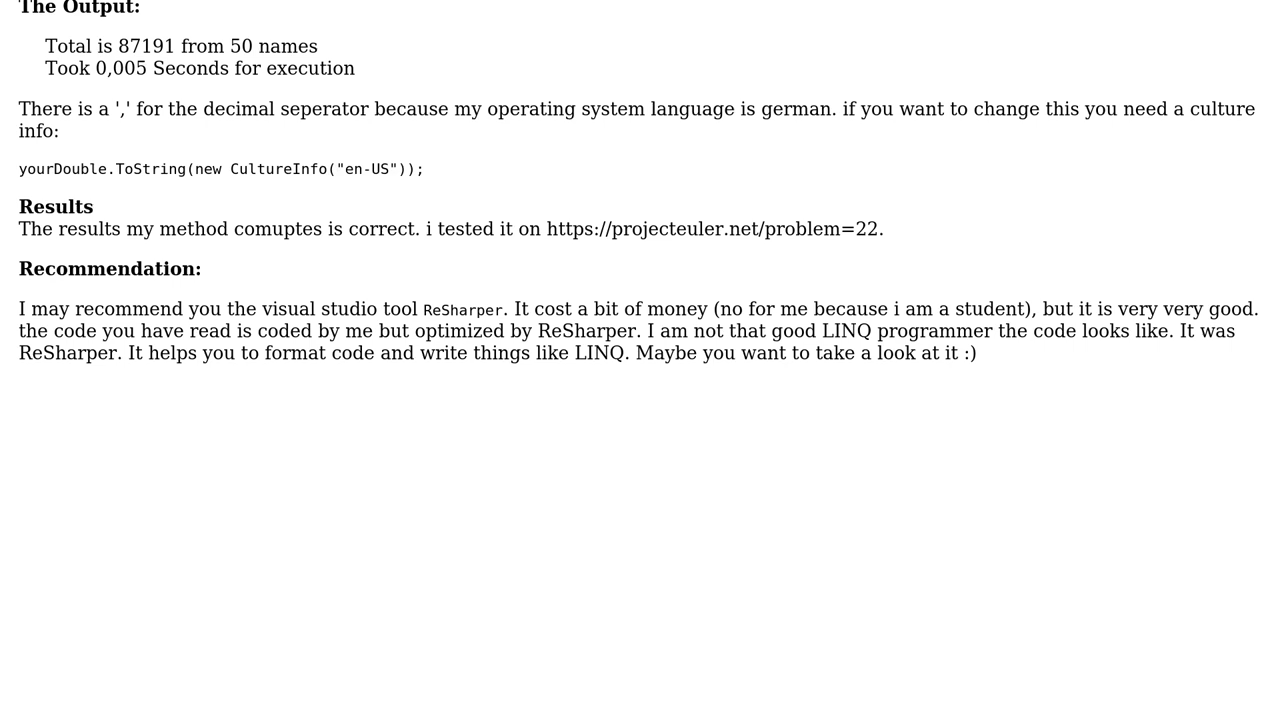 The Output:
Total is 87191 from 50 names
Took 0,005 Seconds for execution
There is a ',' for the decimal seperator because my operating system language is german. if you want to change this you need a culture
info:
yourDouble.ToString(new CultureInfo("en-US"));
Results
The results my method comuptes is correct. i tested it on https://projecteuler.net/problem=22.
Recommendation:
I may recommend you the visual studio tool ReSharper. It cost a bit of money (no for me because i am a student), but it is very very good.
the code you have read is coded by me but optimized by ReSharper. I am not that good LINQ programmer the code looks like. It was
ReSharper. It helps you to format code and write things like LINQ. Maybe you want to take a look at it :)